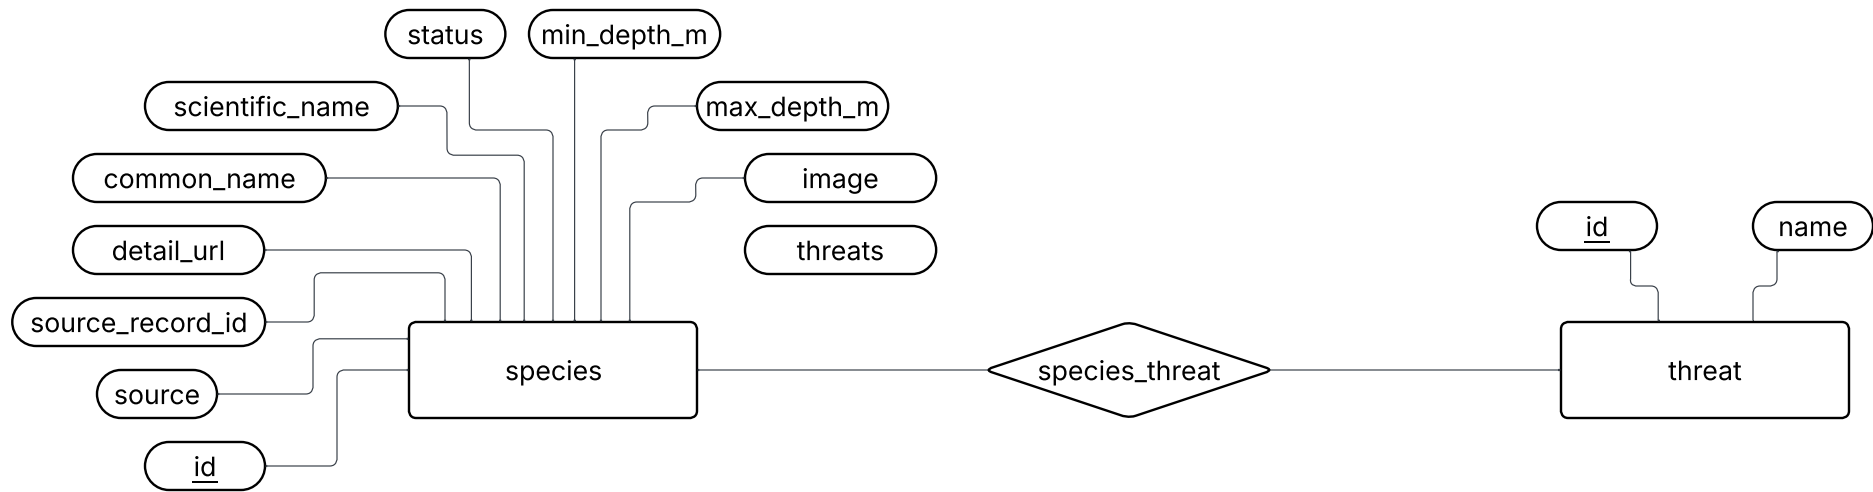 status
min_depth_m
scientific_name
max_depth_m
common_name
image
id
name
detail_url
threats
source_record_id
species
species_threat
threat
source
id